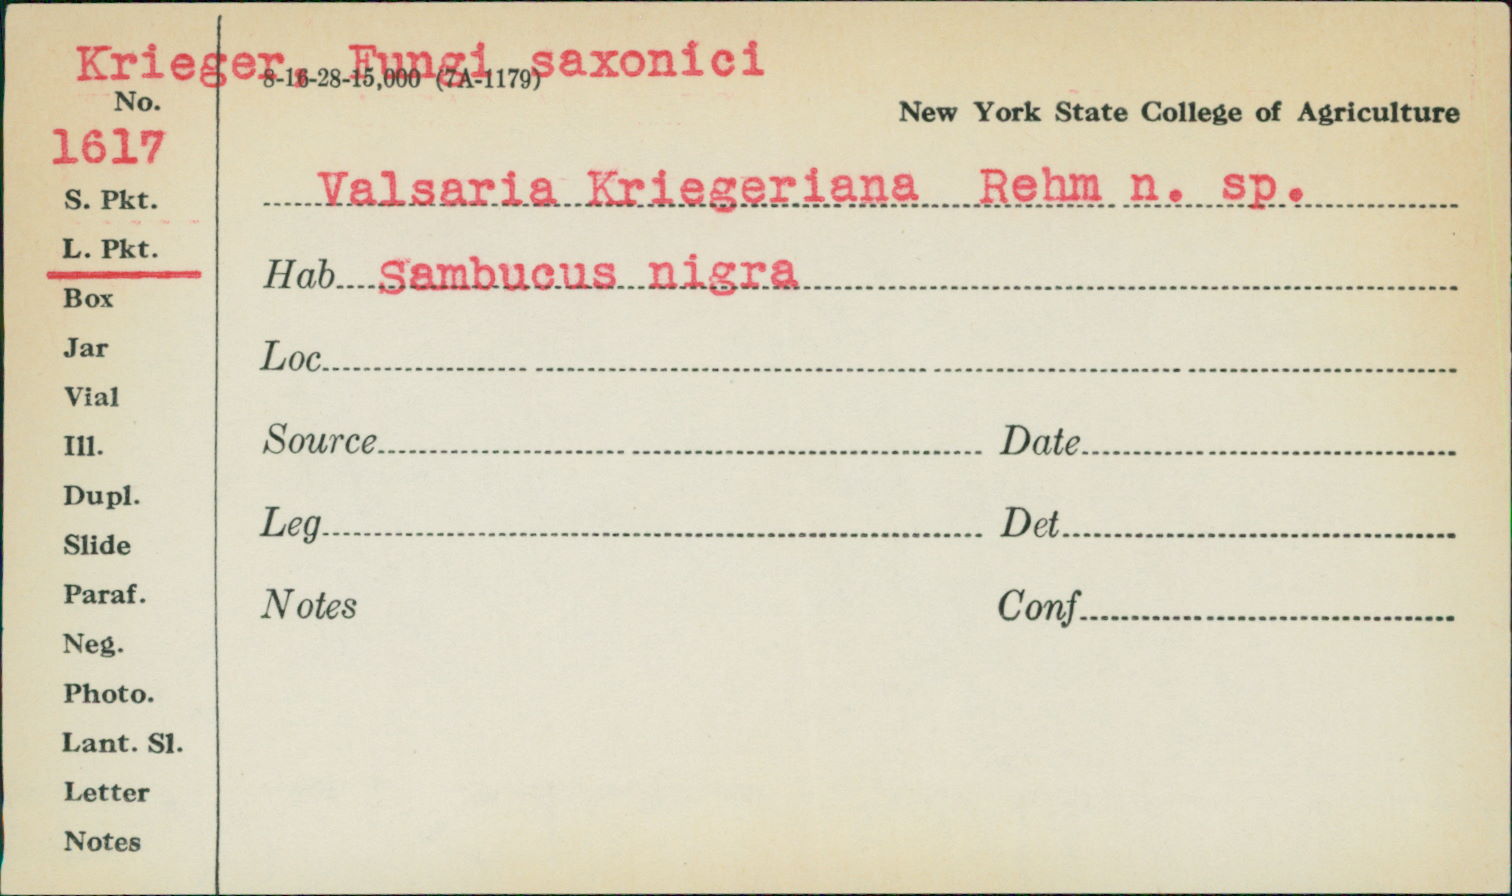 Krieger, Fungi saxonici
8-16-28-15,000 (7A-1179)
No.
New York State College of Agriculture
1617
Valsaria Kriegeriana Rehm n. sp.
S. Pkt.
L. Pkt.
Hab. Sambucus nigra
Box
Jar
Loc.
Vial
Ill.
Source Date
Dupl.
Leg. Det.
Slide
Paraf.
Notes Conf.
Neg.
Photo.
Lant. Sl.
Letter
Notes